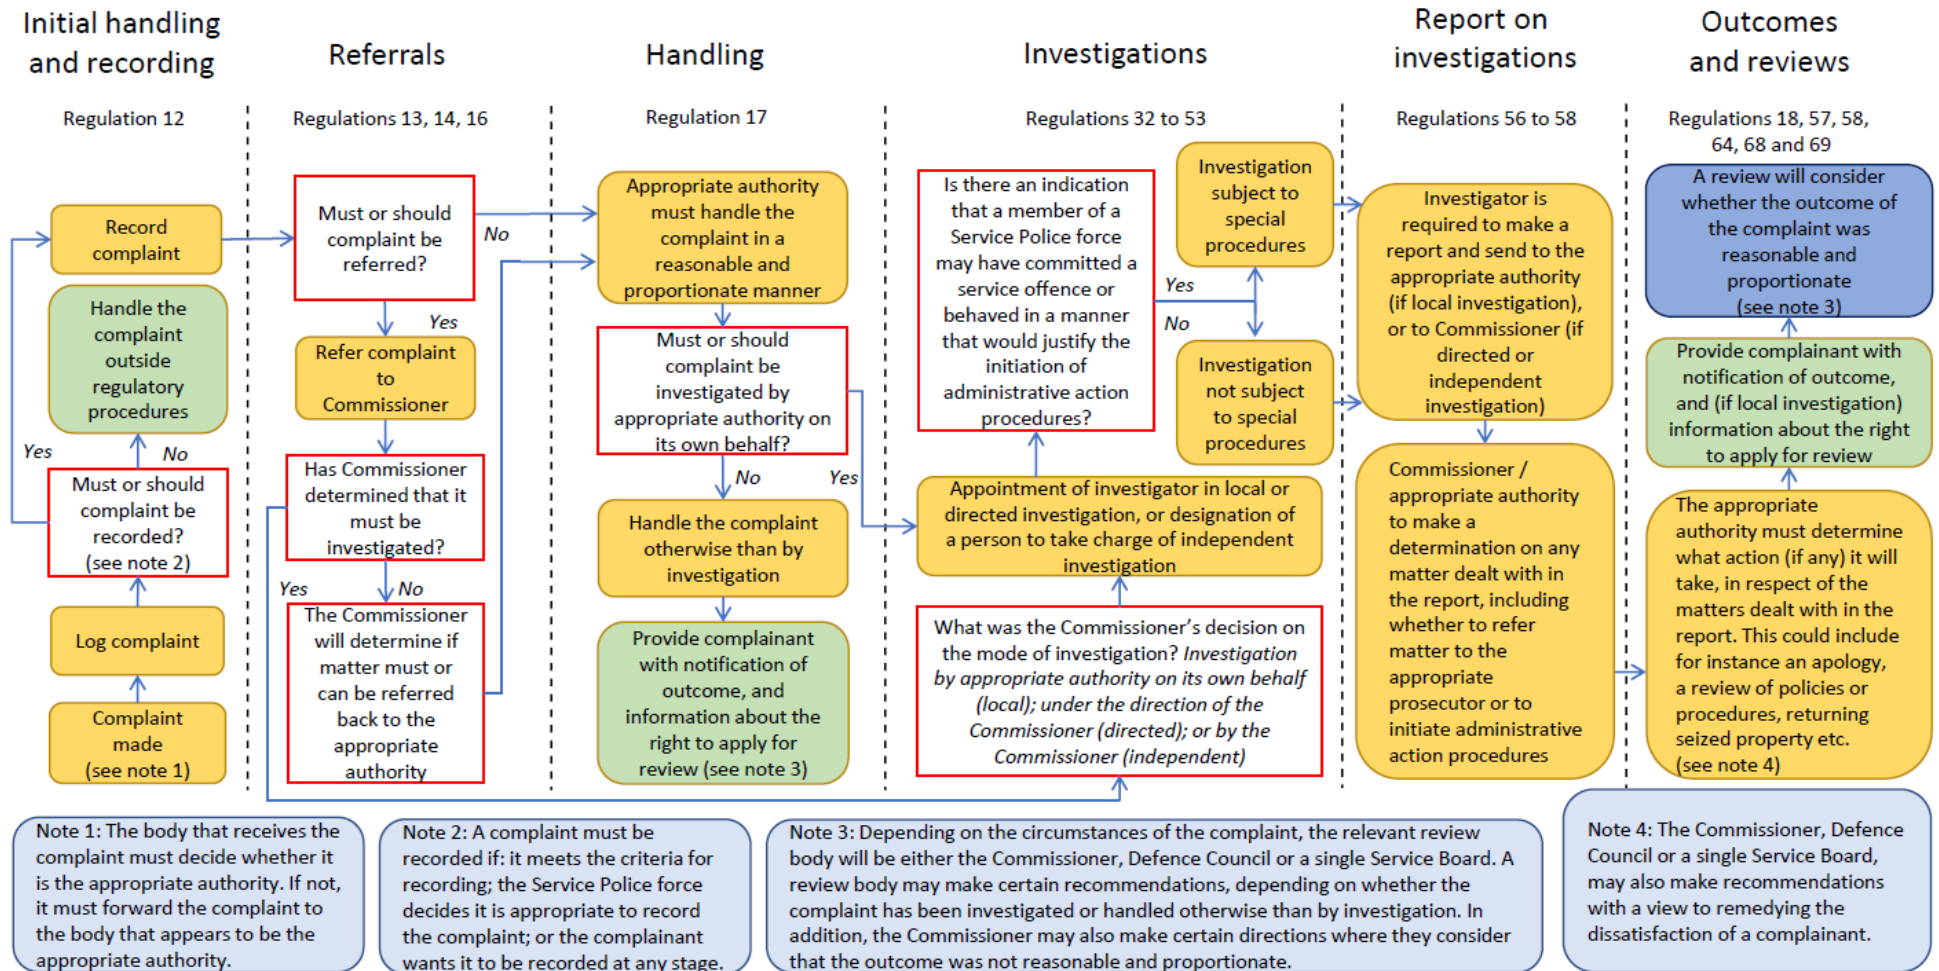 Initial handling
and recording
Regulation 12
Record
complaint
Handle the
complaint
outside
regulatory
procedures
Yes
No
Must or should
complaint be
recorded?
(see note 2)
Log complaint
Complaint
made
(see note 1)
Referrals
Regulations 13, 14, 16
Must or should
complaint be
referred?
No
Yes
Refer complaint
to
Commissioner
Has Commissioner
determined that it
must be
investigated?
Yes
No
The Commissioner
will determine if
matter must or
can be referred
back to the
appropriate
authority
Handling
Regulation 17
Appropriate authority
must handle the
complaint in a
reasonable and
proportionate manner
Must or should
complaint be
investigated by
appropriate authority on
its own behalf?
No
Yes
Handle the complaint
otherwise than by
investigation
Provide complainant
with notification of
outcome, and
information about the
right to apply for
review (see note 3)
Investigations
Regulations 32 to 53
Is there an indication
that a member of a
Service Police force
may have committed a
service offence or
behaved in a manner
that would justify the
initiation of
administrative action
procedures?
Yes
No
Investigation
subject to
special
procedures
Investigation
not subject
to special
procedures
Appointment of investigator in local or
directed investigation, or designation of
a person to take charge of independent
investigation
What was the Commissioner's decision on
the mode of investigation? Investigation
by appropriate authority on its own behalf
(local); under the direction of the
Commissioner (directed); or by the
Commissioner (independent)
Report on
investigations
Regulations 56 to 58
Investigator is
required to make a
report and send to the
appropriate authority
(if local investigation),
or to Commissioner (if
directed or
independent
investigation)
Commissioner /
appropriate authority
to make a
determination on any
matter dealt with in
the report, including
whether to refer
matter to the
appropriate
prosecutor or to
initiate administrative
action procedures
Outcomes
and reviews
Regulations 18, 57, 58,
64, 68 and 69
A review will consider
whether the outcome of
the complaint was
reasonable and
proportionate
(see note 3)
Provide complainant with
notification of outcome,
and (if local investigation)
information about the right
to apply for review
The appropriate
authority must determine
what action (if any) it will
take, in respect of the
matters dealt with in the
report. This could include
for instance an apology,
a review of policies or
procedures, returning
seized property etc.
(see note 4)
Note 1: The body that receives the
complaint must decide whether it
is the appropriate authority. If not,
it must forward the complaint to
the body that appears to be the
appropriate authority.
Note 2: A complaint must be
recorded if: it meets the criteria for
recording; the Service Police force
decides it is appropriate to record
the complaint; or the complainant
wants it to be recorded at any stage.
Note 3: Depending on the circumstances of the complaint, the relevant review
body will be either the Commissioner, Defence Council or a single Service Board. A
review body may make certain recommendations, depending on whether the
complaint has been investigated or handled otherwise than by investigation. In
addition, the Commissioner may also make certain directions where they consider
that the outcome was not reasonable and proportionate.
Note 4: The Commissioner, Defence
Council or a single Service Board,
may also make recommendations
with a view to remedying the
dissatisfaction of a complainant.